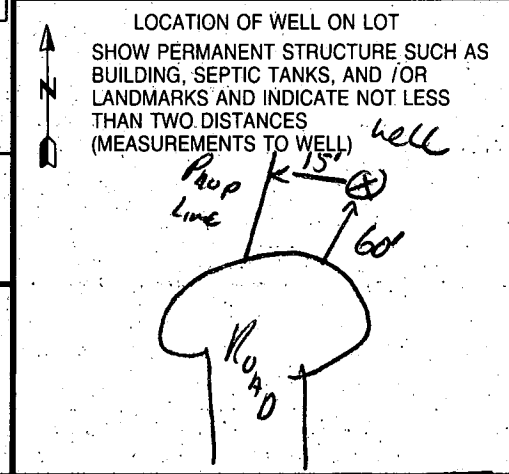 LOCATION OF WELL ON LOT
N
SHOW PERMANENT STRUCTURE SUCH AS
BUILDING, SEPTIC TANKS, AND /OR
LANDMARKS AND INDICATE NOT LESS
THAN TWO DISTANCES
(MEASUREMENTS TO WELL)
well
PROP
LINE
15'
60'
ROAD